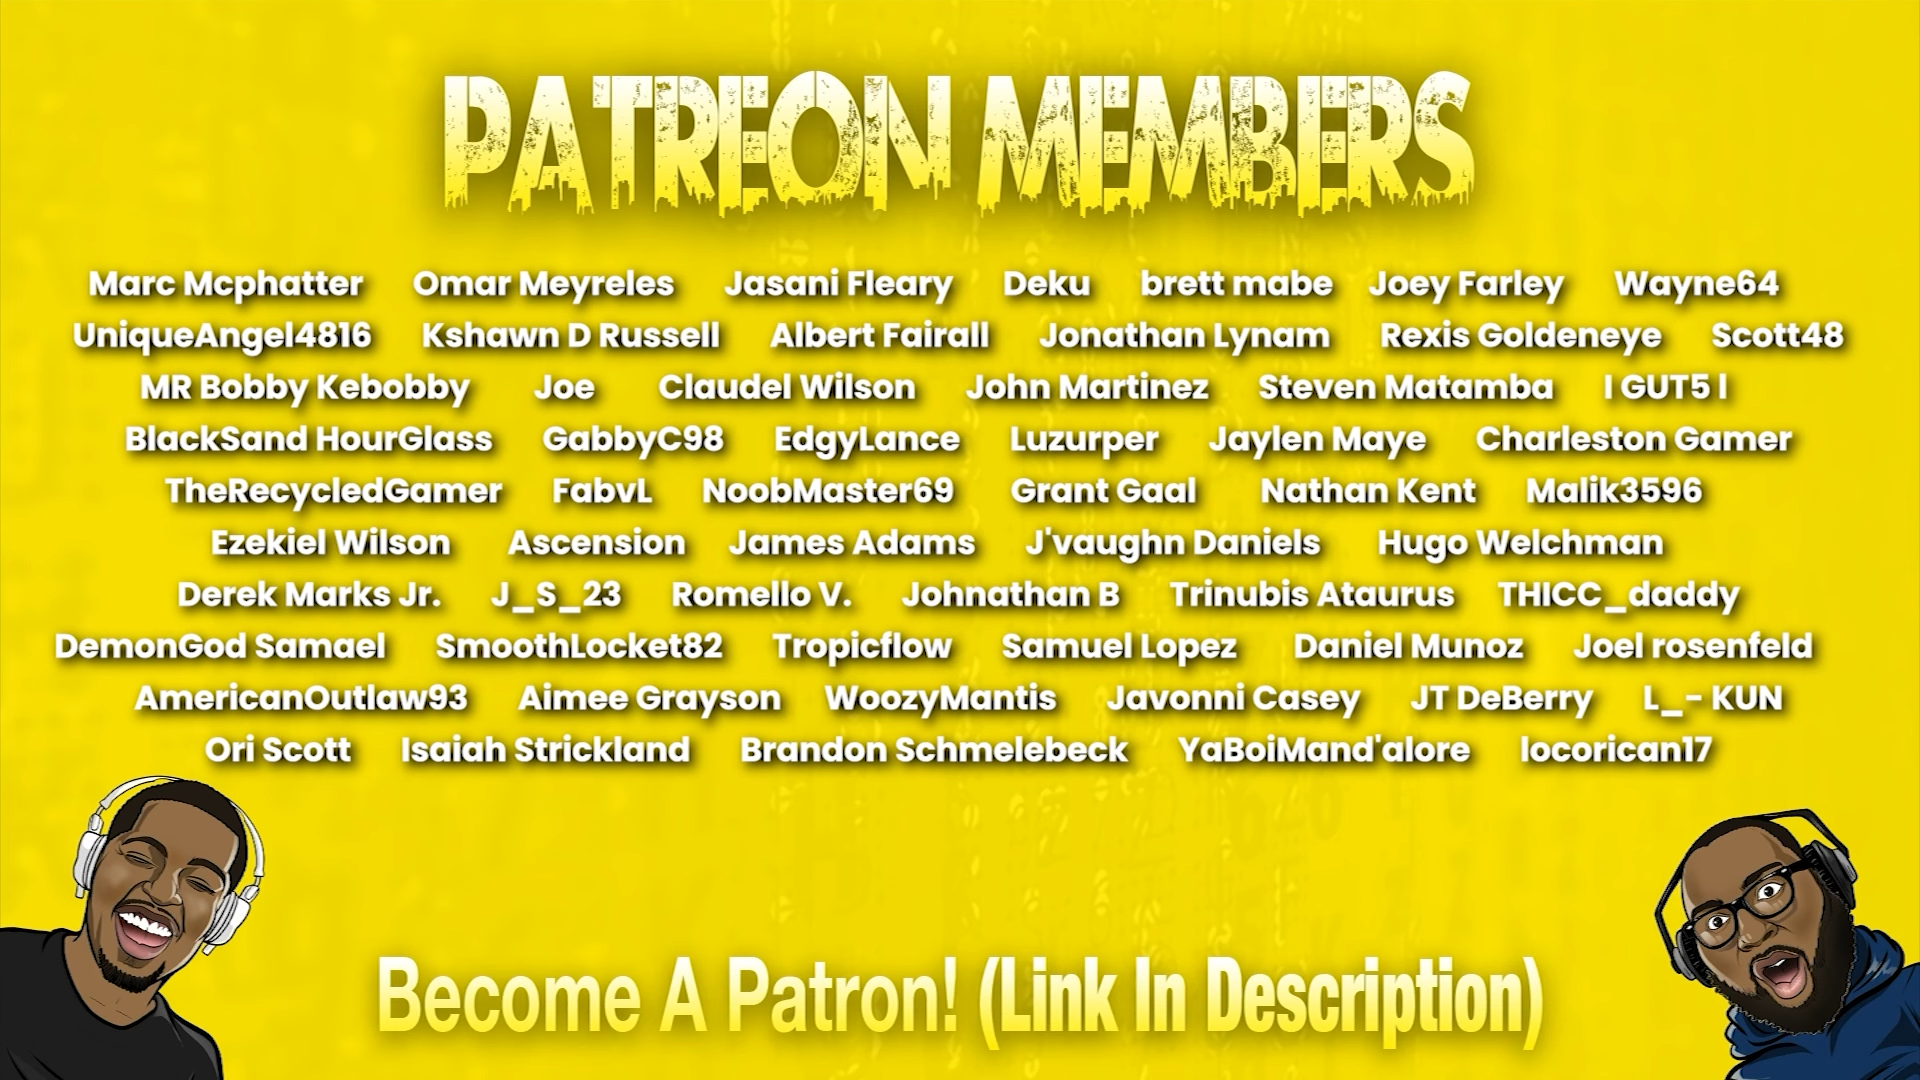 PATREON MEMBERS
Marc Mcphatter Omar Meyreles Jasani Fleary Deku brett mabe Joey Farley Wayne64
UniqueAngel4816 Kshawn D Russell Albert Fairall Jonathan Lynam Rexis Goldeneye Scott48
MR Bobby Kebobby Joe Claudel Wilson John Martinez Steven Matamba I GUT5 I
BlackSand HourGlass GabbyC98 EdgyLance Luzurper Jaylen Maye Charleston Gamer
TheRecycledGamer FabvL NoobMaster69 Grant Gaal Nathan Kent Malik3596
Ezekiel Wilson Ascension James Adams J'vaughn Daniels Hugo Welchman
Derek Marks Jr. J_S_23 Romello V. Johnathan B Trinubis Ataurus THICC_daddy
DemonGod Samael SmoothLocket82 Tropicflow Samuel Lopez Daniel Munoz Joel rosenfeld
AmericanOutlaw93 Aimee Grayson WoozyMantis Javonni Casey JT DeBerry L_- KUN
Ori Scott Isaiah Strickland Brandon Schmelebeck YaBoiMand'alore locorican17
Become A Patron! (Link In Description)